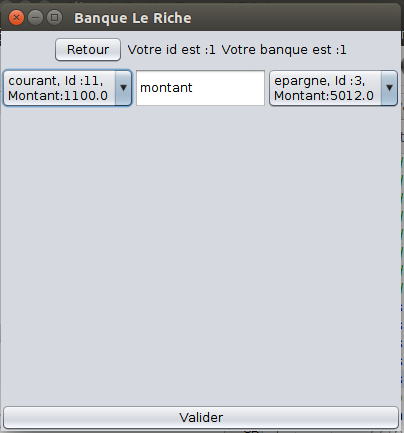 Banque Le Riche
Retour
Votre id est :1 Votre banque est :1
courant, Id :11,
Montant:1100.0
montant
epargne, Id :3,
Montant:5012.0
Valider